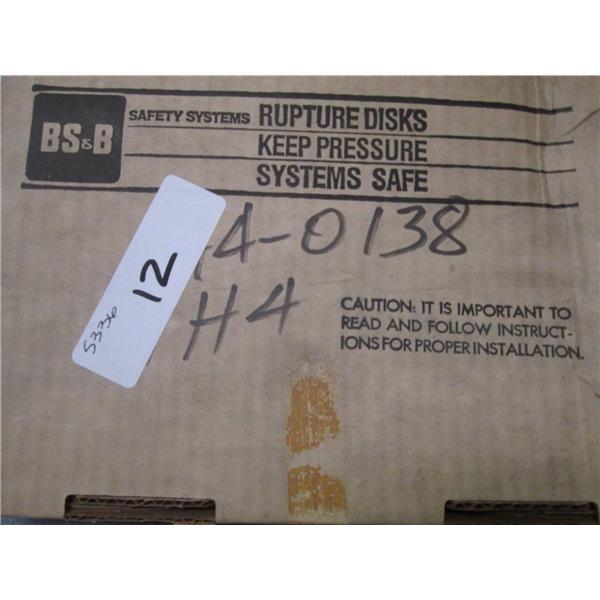 BS&B
SAFETY SYSTEMS RUPTURE DISKS
KEEP PRESSURE
SYSTEMS SAFE
4-0138
H4
12
CAUTION: IT IS IMPORTANT TO
READ AND FOLLOW INSTRUCT-
IONS FOR PROPER INSTALLATION.